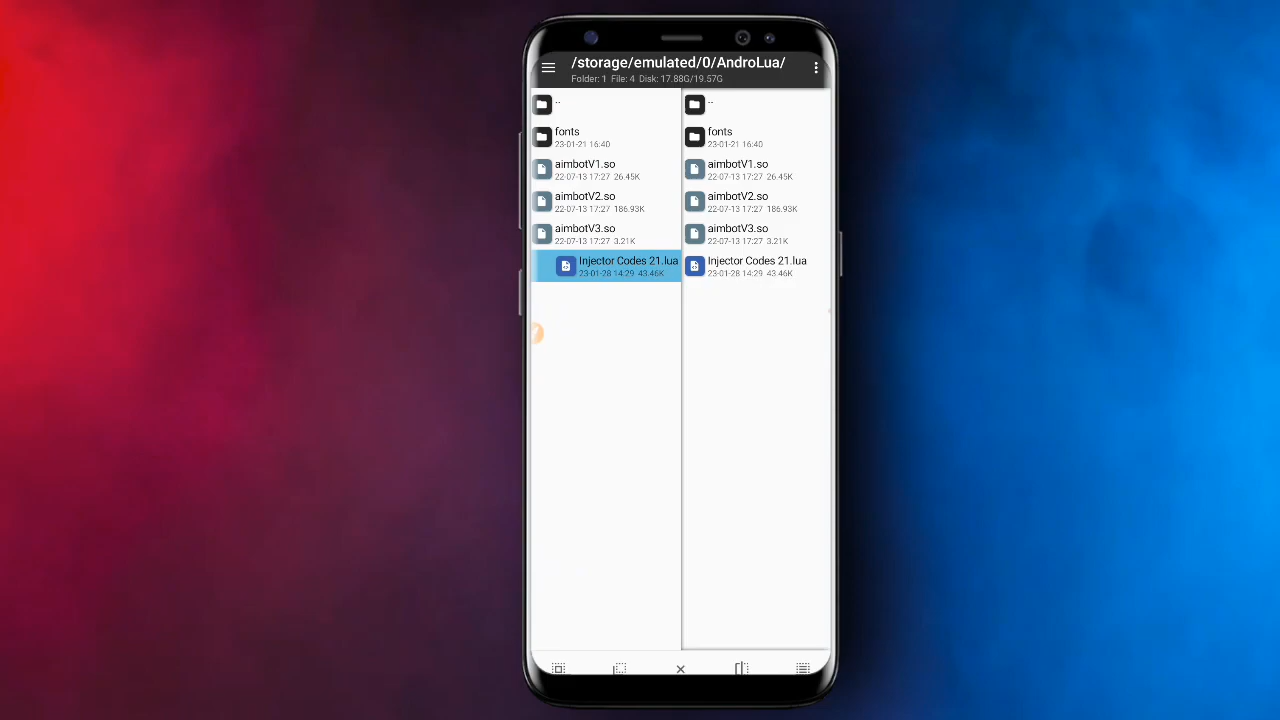 /storage/emulated/0/AndroLua/
Folder: 1 File: 4 Disk: 17.88G/19.57G
..
fonts
23-01-21 16:40
aimbotV1.so
22-07-13 17:27 26.45K
aimbotV2.so
22-07-13 17:27 186.93K
aimbotV3.so
22-07-13 17:27 3.21K
Injector Codes 21.lua
23-01-28 14:29 43.46K
..
fonts
23-01-21 16:40
aimbotV1.so
22-07-13 17:27 26.45K
aimbotV2.so
22-07-13 17:27 186.93K
aimbotV3.so
22-07-13 17:27 3.21K
Injector Codes 21.lua
23-01-28 14:29 43.46K